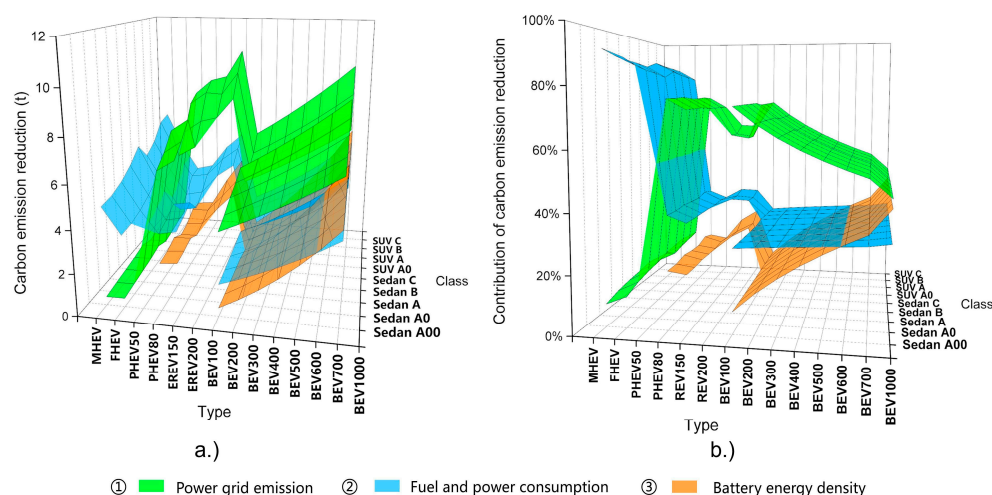 Carbon emission reduction (t)
12
10
8
6
4
2
0
MHEV
FHEV
PHEV50
PHEV80
EREV150
EREV200
BEV100
BEV200
BEV300
BEV500
BEV600
BEV700
BEV1000
Type
SUV C
SUV B
SUV A
SUV A0
Sedan C
Sedan B
Sedan A
Sedan A0
Sedan A00
Class
a.)
Contribution of carbon emission reduction
100%
80%
60%
40%
20%
0%
MHEV
FHEV
PHEV50
PHEV80
REV150
REV200
BEV100
BEV200
BEV300
BEV400
BEV500
BEV600
BEV700
BEV1000
Type
SUV C
SUV B
SUV A
SUV A0
Sedan C
Sedan B
Sedan A
Sedan A0
Sedan A00
Class
b.)
① Power grid emission ② Fuel and power consumption ③ Battery energy density